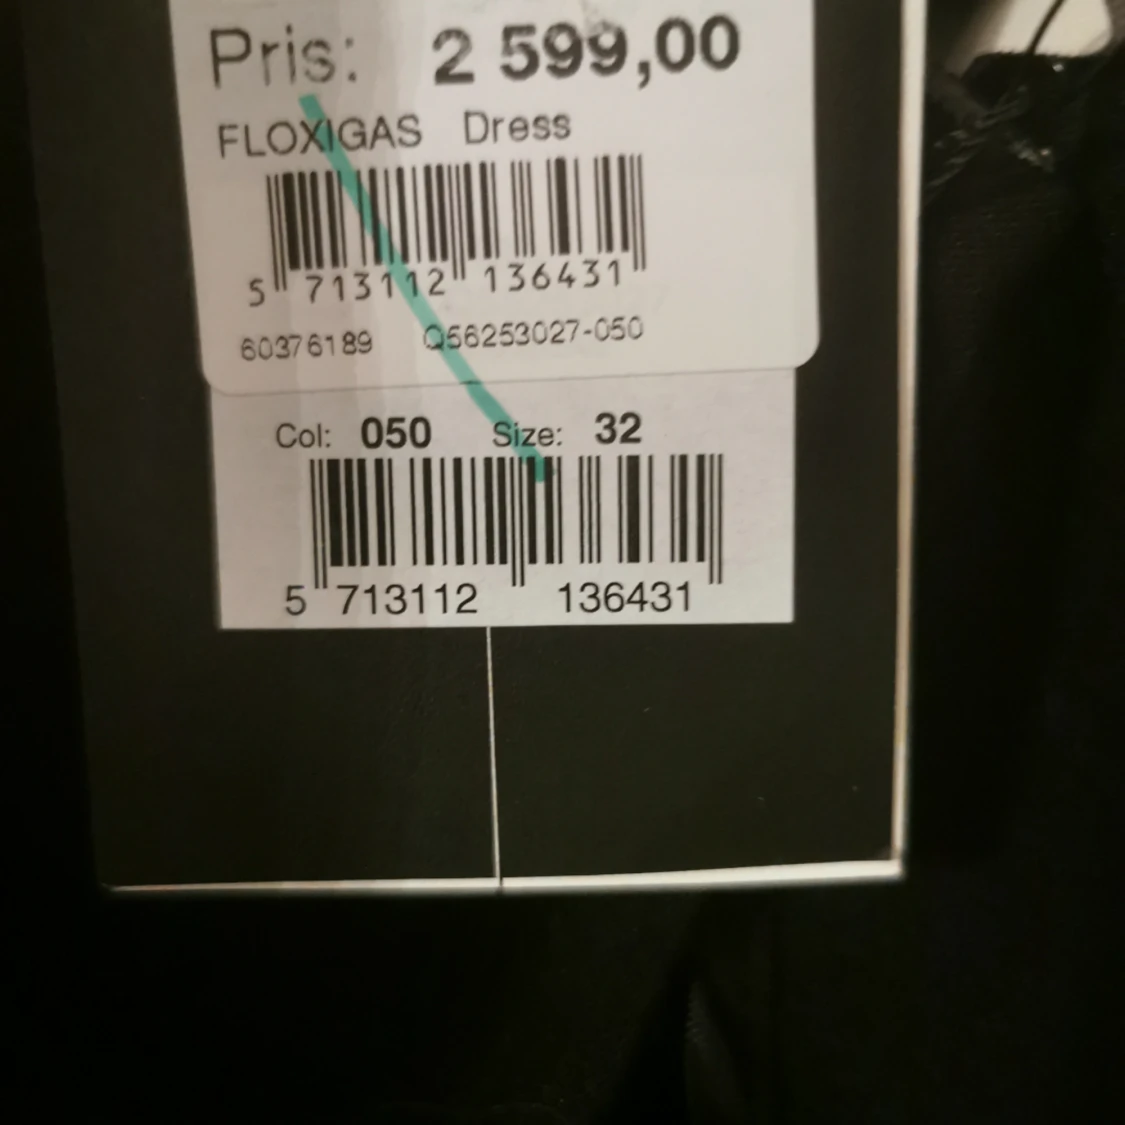 Pris: 2 599,00
FLOXIGAS Dress
5 713112 136431
60376189 Q56253027-050
Col: 050 Size: 32
5 713112 136431